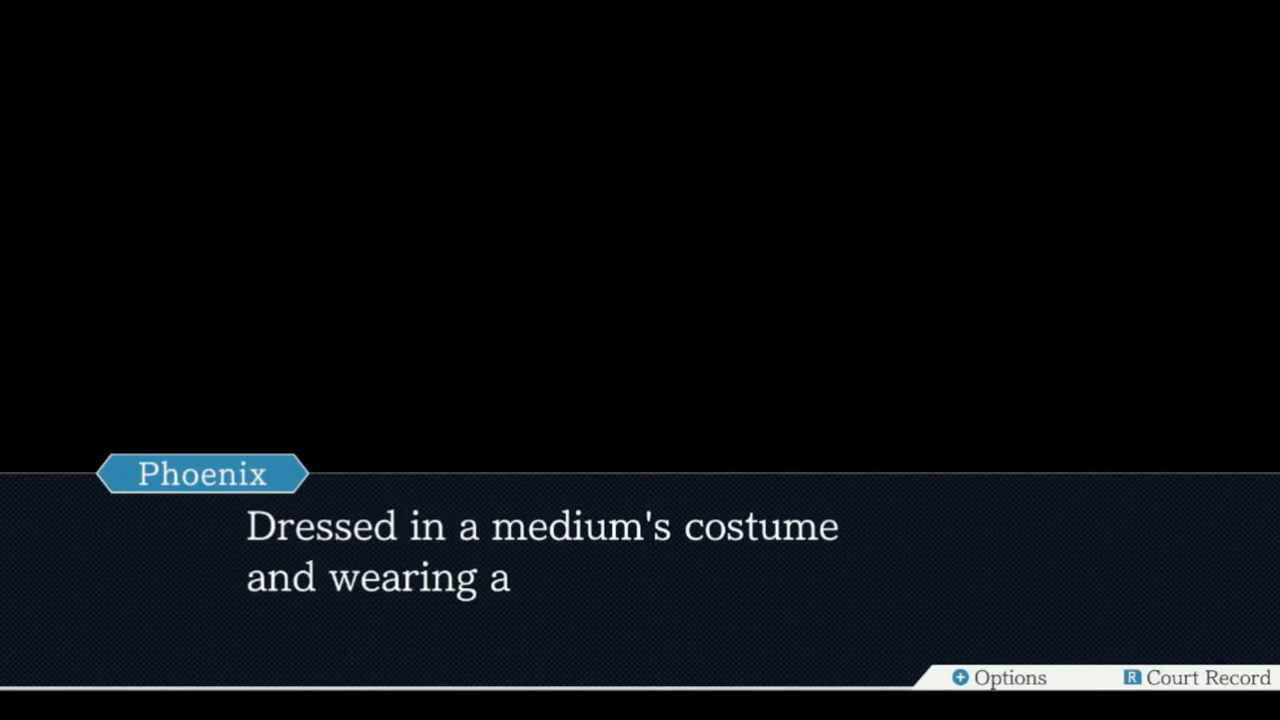 Phoenix
Dressed in a medium's costume
and wearing a
Options
R Court Record